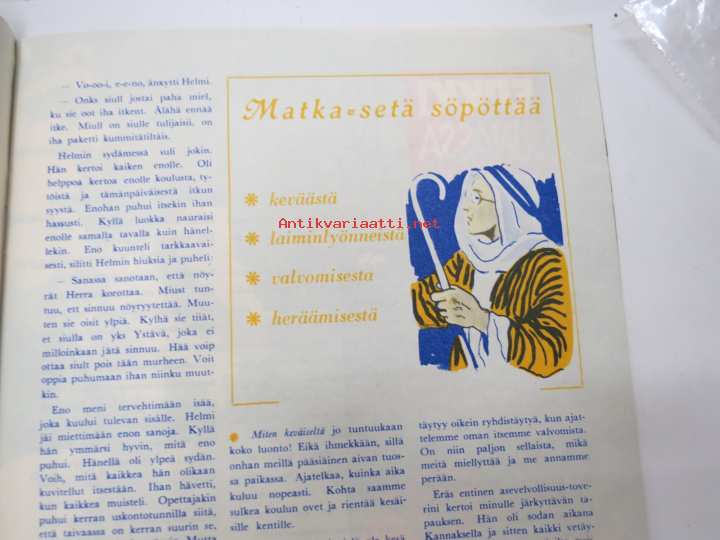 — Vo-oo-i, e-e-no, änkytti Helmi.
— Onks siull jostai paha miel,
ku sie oot iha itkent. Älähä ennää
itke. Miull on siulle tulijaisii, on
iha paketti kummitätiltäis.
Helmin sydämessä suli jokin.
Hän kertoi kaiken enolle. Oli
helppoa kertoa enolle koulusta, ty-
töistä ja tämänpäiväisestä itkun
syystä. Enohan puhui itsekin ihan
hassusti. Kyllä luokka nauraisi
enolle samalla tavalla kuin hänel-
lekin. Eno kuunteli tarkkaavai-
sesti, silitti Helmin hiuksia ja puheli:
— Sanassa sanotaan, että nöy-
rät Herra korottaa. Miust tun-
tuu, ett sinnuu nöyryytettää. Muu-
ten sie oisit ylpiä. Kylhä sie tiiät,
et siulla on yks Ystävä, joka ei
milloinkaan jätä sinnuu. Hää voip
ottaa siult pois tään murheen. Voit
oppia puhumaan ihan niinku muut-
kin.
Eno meni tervehtimään isää,
joka kuului tulevan sisälle. Helmi
jäi miettimään enon sanoja. Kyllä
hän ymmärsi hyvin, mitä eno
puhui. Hänellä oli ylpeä sydän.
Voih, mitä kaikkea hän olikaan
kuvitellut itsestään. Ihan hävetti,
kun kaikkea muisteli. Opettajakin
puhui kerran uskontotunnilla siitä,
että taivaassa on kerran suurin se,
Matka-setä söpöttää
keväästä
laiminlyönneistä
valvomisesta
heräämisestä
Antikvariaatti.net
Miten keväiseltä jo tuntuukaan
koko luonto! Eikä ihmekkään, sillä
onhan meillä pääsiäinen aivan tuos-
sa paikassa. Ajatelkaa, kuinka aika
kuluu nopeasti. Kohta saamme
sulkea koulun ovet ja rientää kesäi-
sille kentille.
täytyy oikein ryhdistäytyä, kun ajat-
telemme oman itsemme valvomista.
On niin paljon sellaista, mikä
meitä miellyttää ja me annamme
perään.
Eräs entinen asevelvollisuus-tove-
rini kertoi minulle järkyttävän ta-
pauksen. Hän oli sodan aikana
Kannaksella ja sitten kaikki vetäy-